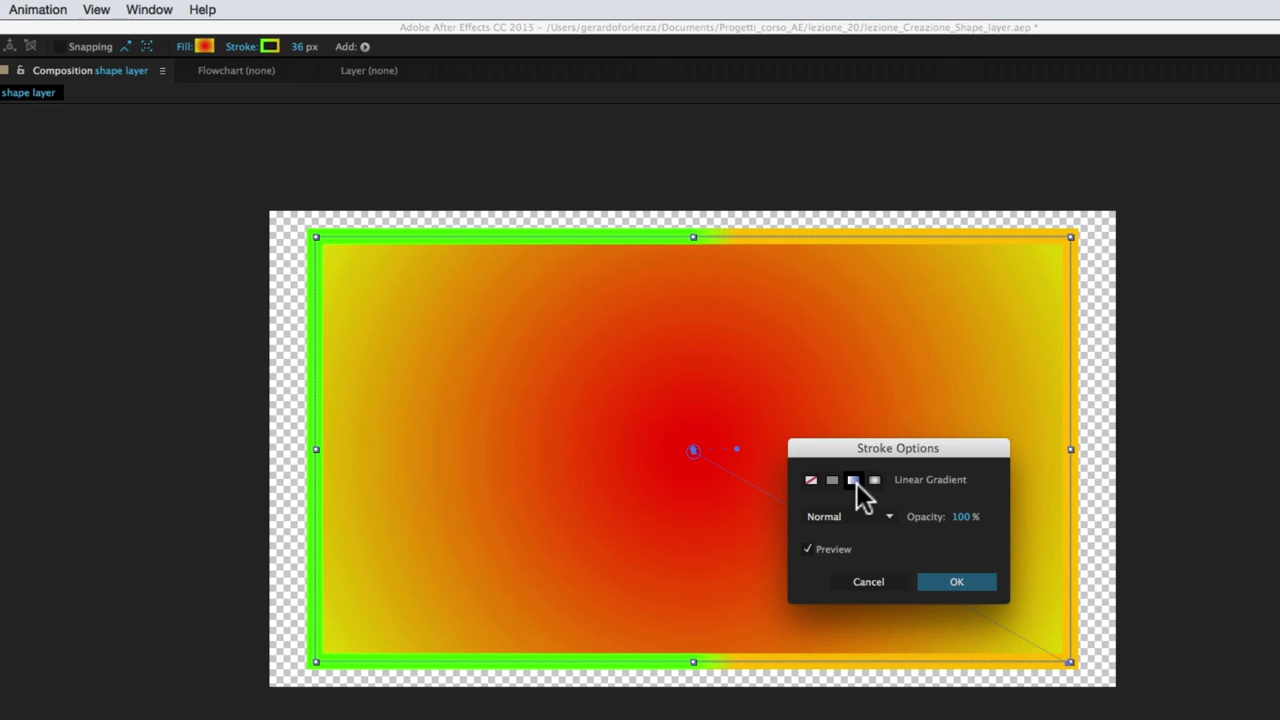 Animation View Window Help
Adobe After Effects CC 2015 – /Users/gerardoforlenza/Documents/Progetti_corso_AE/lezione_20/lezione_Creazione_Shape_layer.aep *
Snapping Fill: Stroke: 36 px Add:
Composition shape layer Flowchart (none) Layer (none)
shape layer
Stroke Options
Linear Gradient
Normal Opacity: 100 %
Preview
Cancel OK